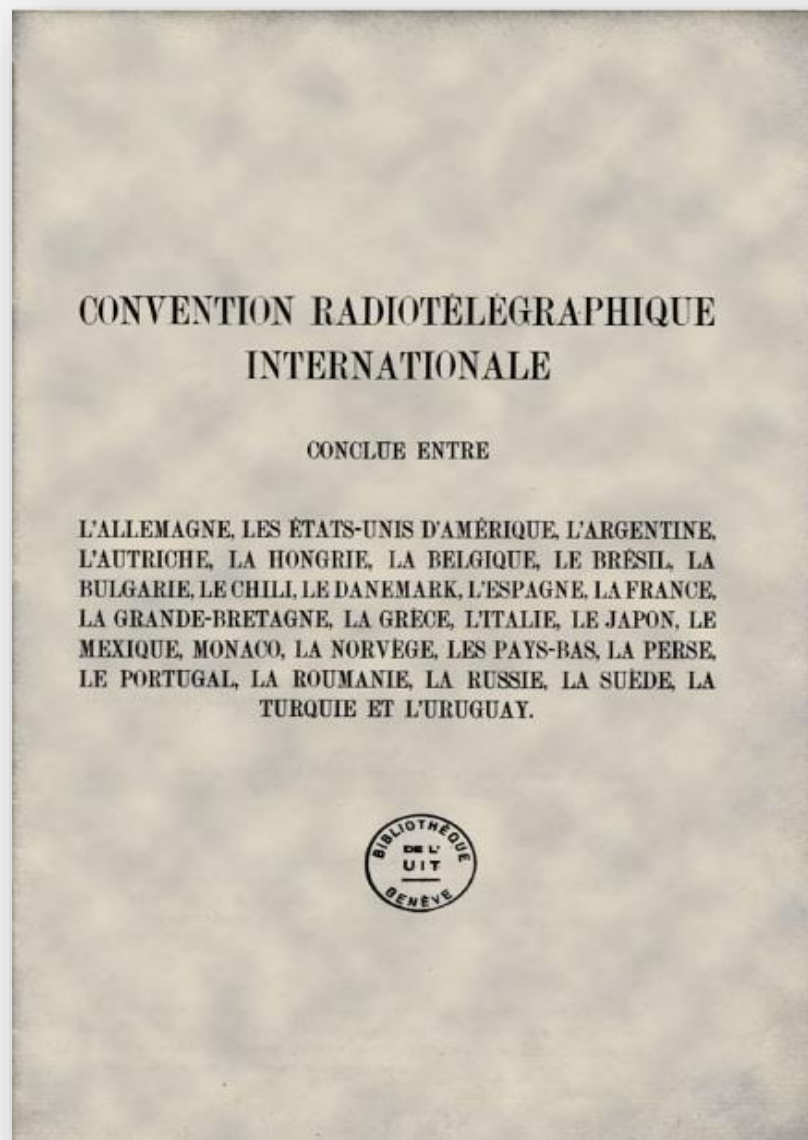 CONVENTION RADIOTÉLÉGRAPHIQUE
INTERNATIONALE
CONCLUE ENTRE
L'ALLEMAGNE, LES ÉTATS-UNIS D'AMÉRIQUE, L'ARGENTINE,
L'AUTRICHE, LA HONGRIE, LA BELGIQUE, LE BRÉSIL, LA
BULGARIE, LE CHILI, LE DANEMARK, L'ESPAGNE, LA FRANCE,
LA GRANDE-BRETAGNE, LA GRÈCE, L'ITALIE, LE JAPON, LE
MEXIQUE, MONACO, LA NORVÈGE, LES PAYS-BAS, LA PERSE,
LE PORTUGAL, LA ROUMANIE, LA RUSSIE, LA SUÈDE, LA
TURQUIE ET L'URUGUAY.
BIBLIOTHÈQUE
DE L'
UIT
GENÈVE